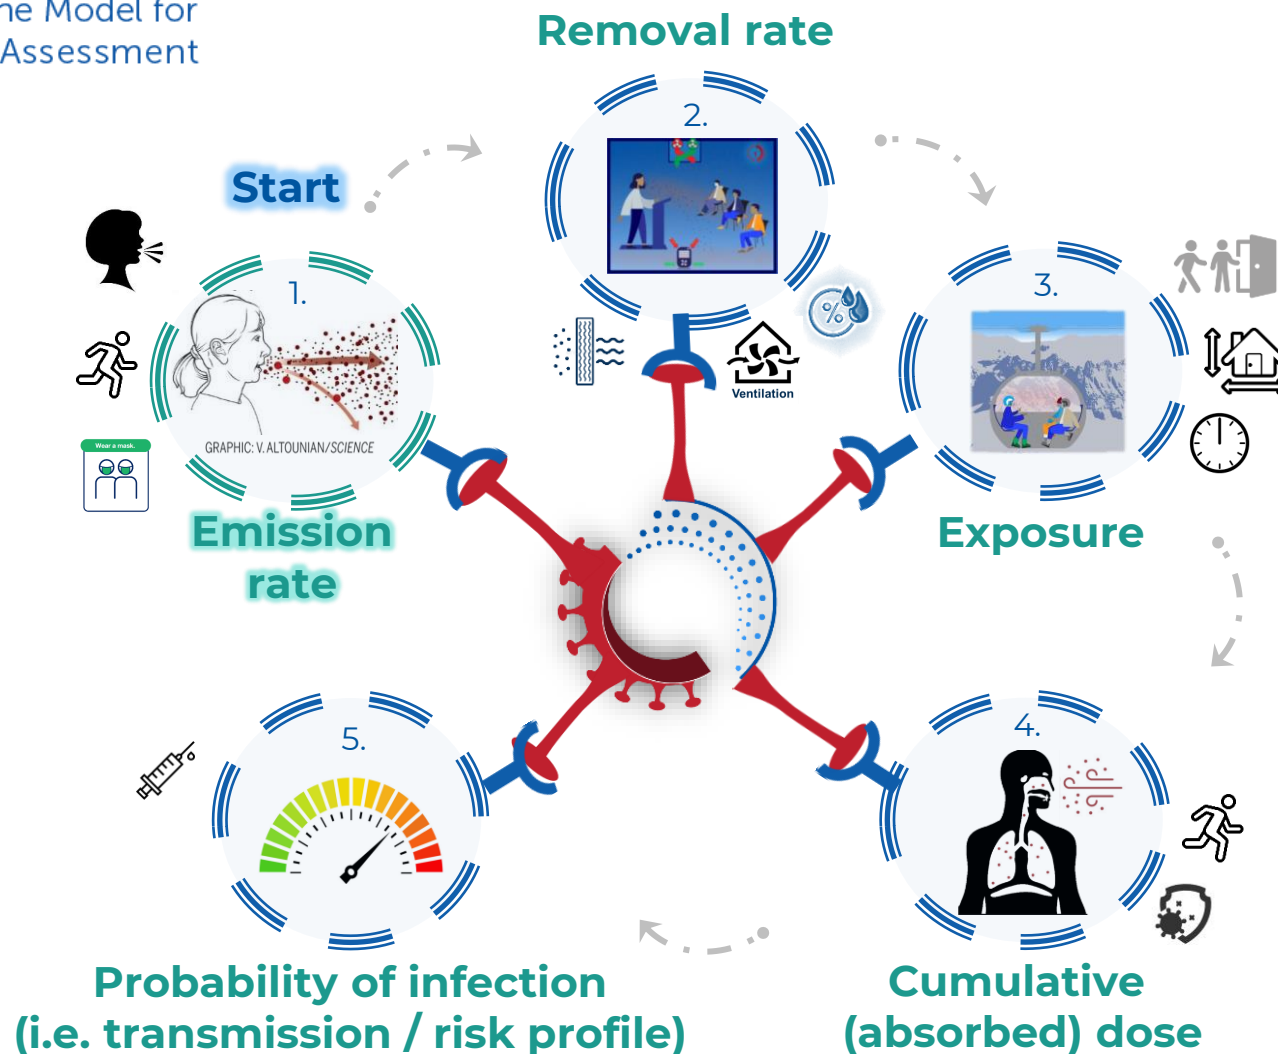 ne Model for
Assessment
Removal rate
2.
Start
1.
3.
%
Ventilation
GRAPHIC: V. ALTOUNIAN/SCIENCE
Wear a mask.
Emission
rate
Exposure
5.
4.
Probability of infection
(i.e. transmission / risk profile)
Cumulative
(absorbed) dose